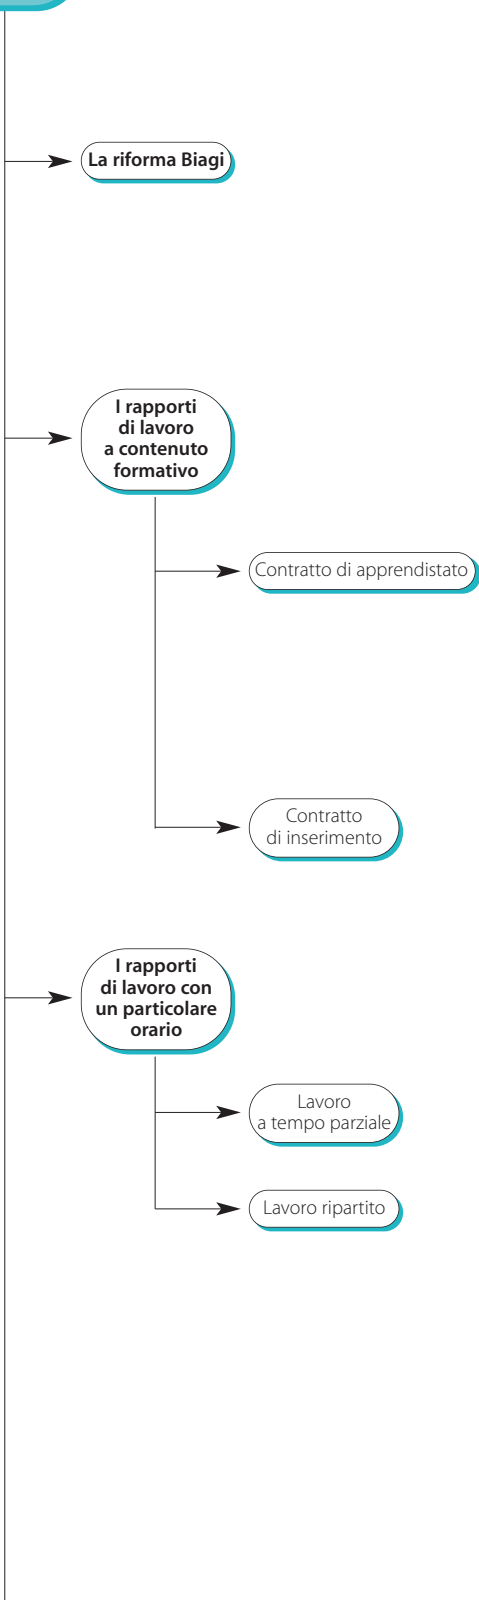 La riforma Biagi
I rapporti
di lavoro
a contenuto
formativo
Contratto di apprendistato
Contratto
di inserimento
I rapporti
di lavoro con
un particolare
orario
Lavoro
a tempo parziale
Lavoro ripartito